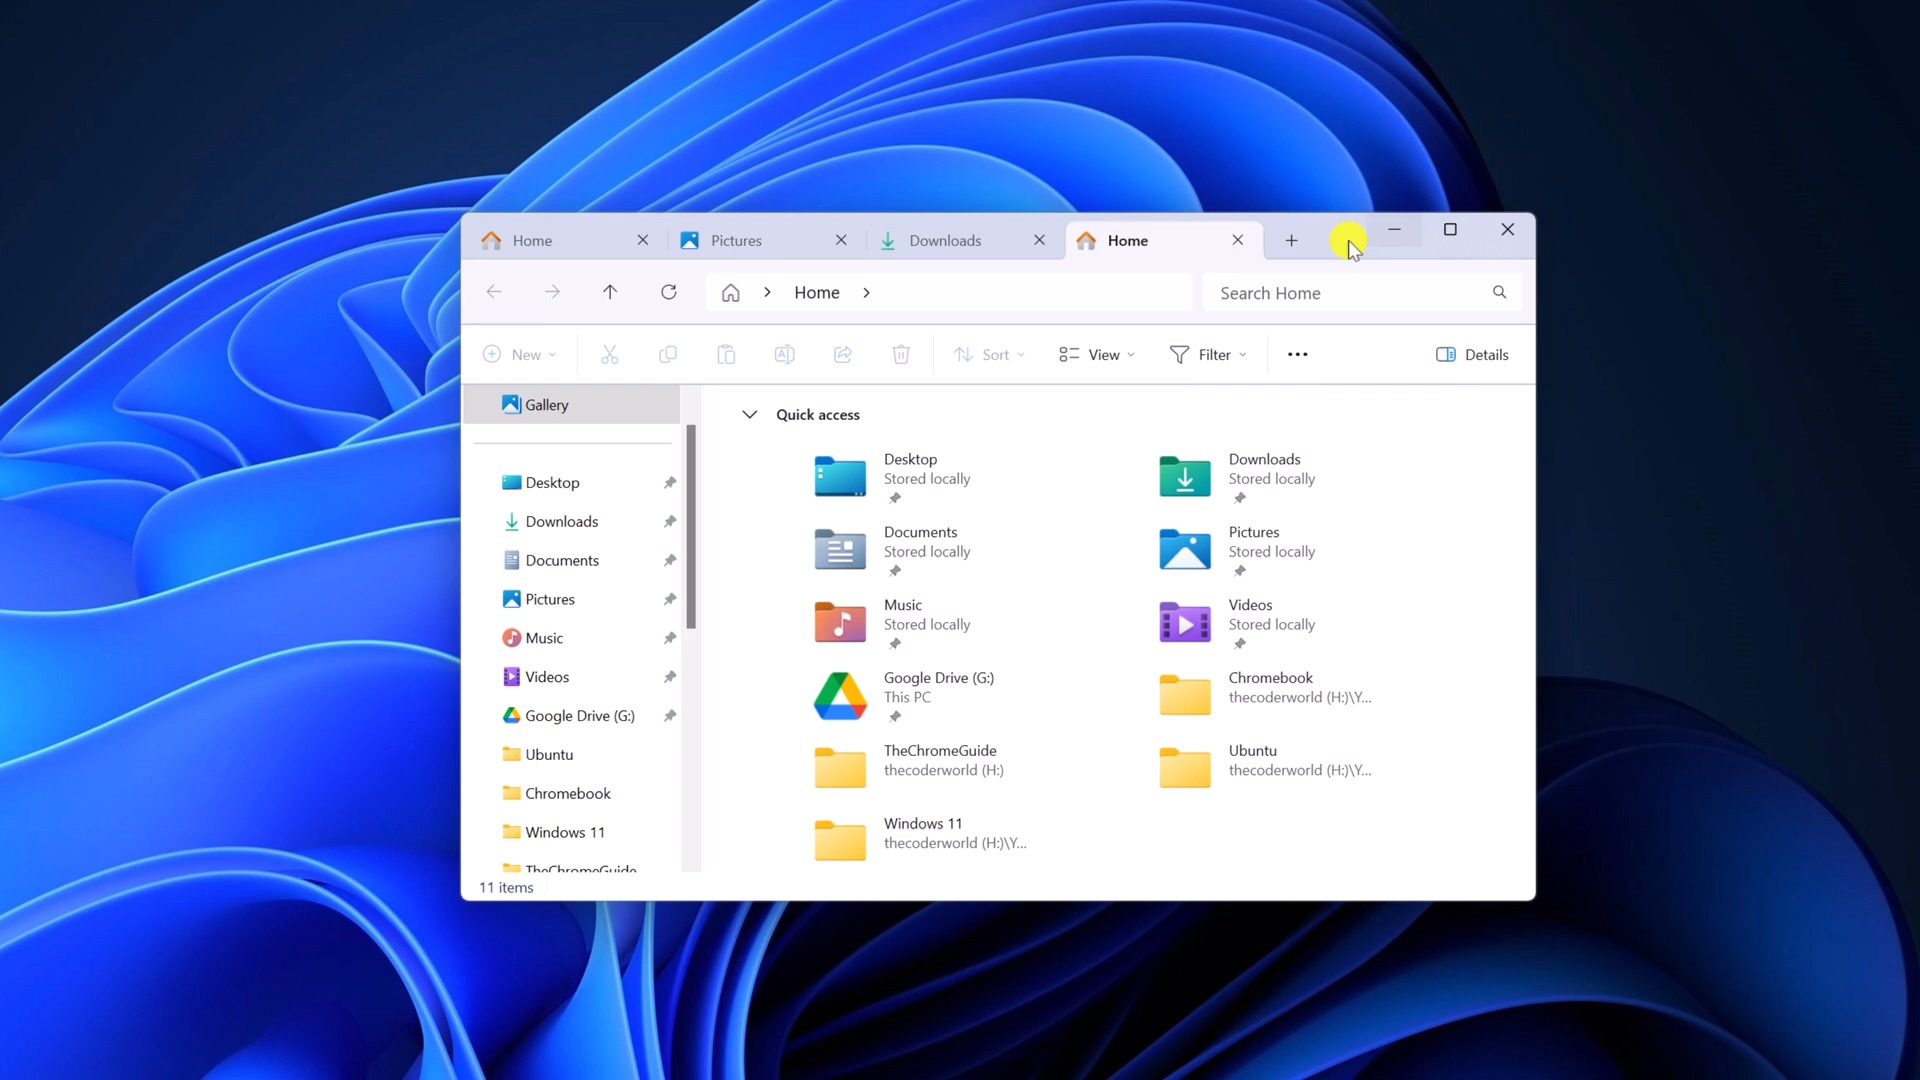 Home
Pictures
Downloads
Home
Home
Search Home
New
Sort
View
Filter
Details
Gallery
Desktop
Downloads
Documents
Pictures
Music
Videos
Google Drive (G:)
Ubuntu
Chromebook
Windows 11
TheChromeGuide
Quick access
Desktop
Stored locally
Downloads
Stored locally
Documents
Stored locally
Pictures
Stored locally
Music
Stored locally
Videos
Stored locally
Google Drive (G:)
This PC
Chromebook
thecoderworld (H:)\Y...
TheChromeGuide
thecoderworld (H:)
Ubuntu
thecoderworld (H:)\Y...
Windows 11
thecoderworld (H:)\Y...
11 items